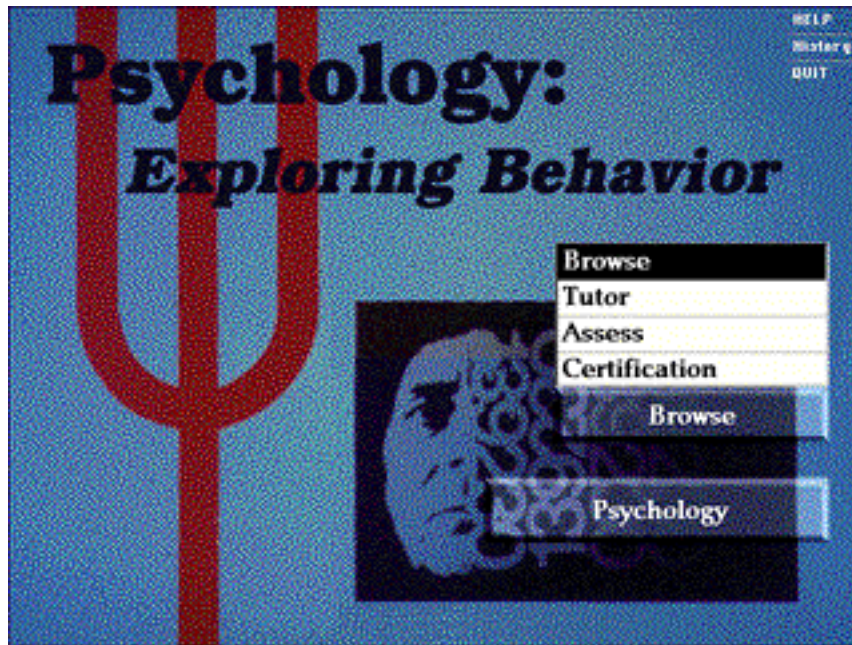 HELP
History
QUIT
Psychology:
Exploring Behavior
Browse
Tutor
Assess
Certification
Browse
Psychology